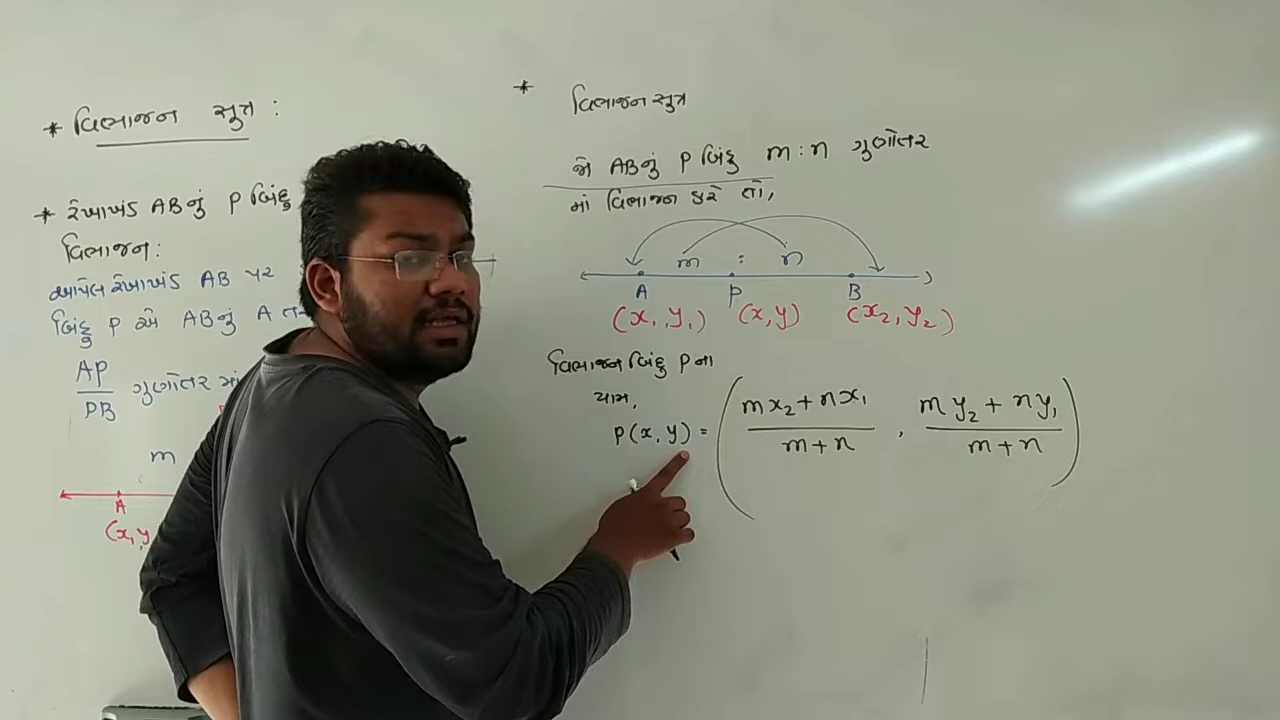 * વિભાજન સૂત્ર :
* રેખાખંડ ABનું P બિંદુ
વિભાજન:
આપેલ રેખાખંડ AB પર
બિંદુ P એ ABનું A ત
AP
PB
ગુણોતર માં
m
A
(x₁, y
* વિભાજન સૂત્ર
જો ABનું P બિંદુ m : n ગુણોતર
માં વિભાજન કરે તો,
m : n
A P B
(x₁, y₁) (x, y) (x₂, y₂)
વિભાજન બિંદુ P ના
યામ,
P(x, y) = ( mx₂ + nx₁ / m + n , my₂ + ny₁ / m + n )